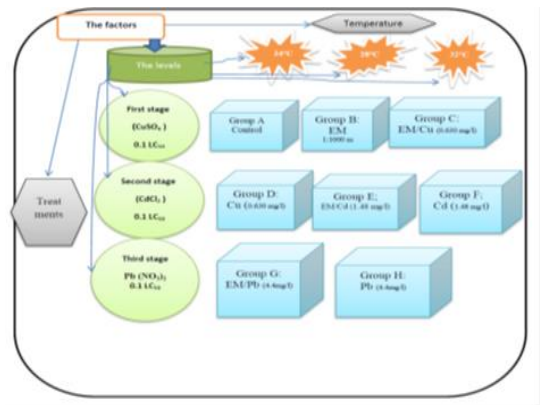 The factors
Temperature
The levels
24°C
28°C
32°C
First stage
(CuSO₄ )
0.1 LC₅₀
Group A
Control
Group B:
EM
1:1000 m
Group C:
EM/Cu (0.630 mg/l)
Treat
ments
Second stage
(CdCl₂ )
0.1 LC₅₀
Group D:
Cu (0.630 mg/l)
Group E;
EM/Cd (1.48 mg/l)
Group F;
Cd (1.48 mg/l)
Third stage
Pb (NO₃)₂
0.1 LC₅₀
Group G:
EM/Pb (4.4mg/l)
Group H:
Pb (4.4mg/l)